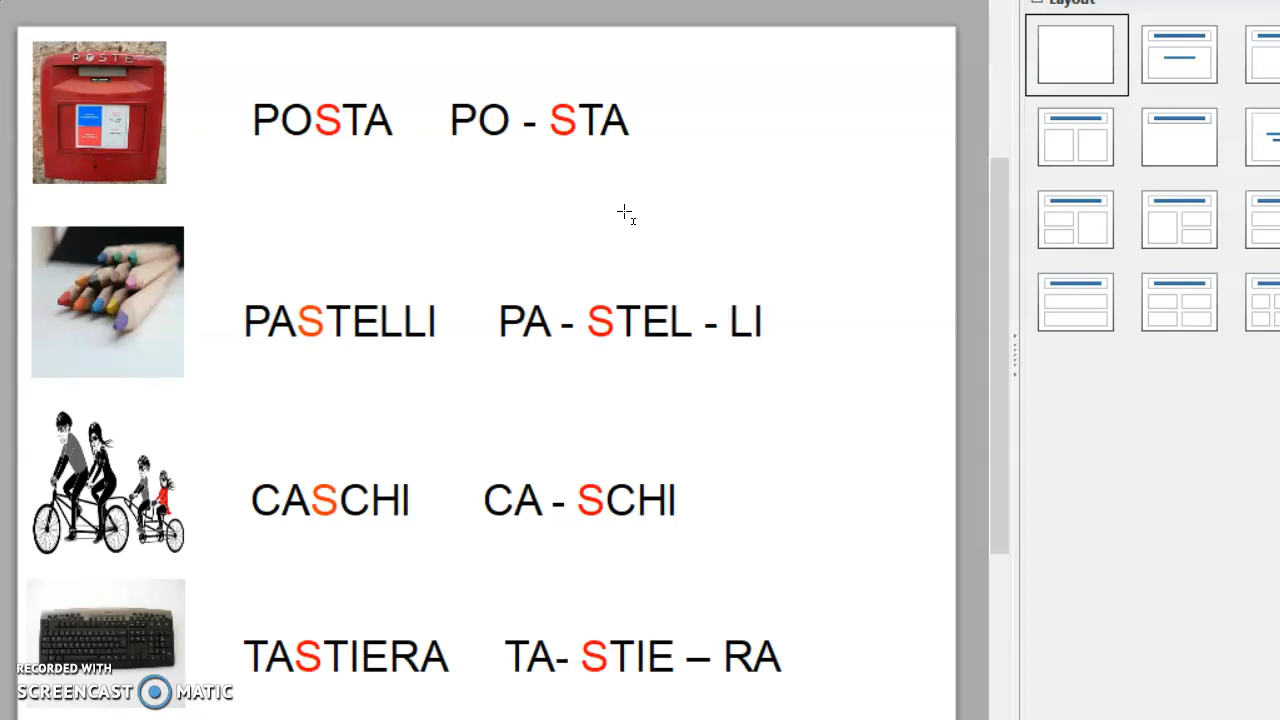 Layout
POSTE
POSTA PO - STA
PASTELLI PA - STEL - LI
CASCHI CA - SCHI
TASTIERA TA- STIE – RA
RECORDED WITH
SCREENCAST MATIC